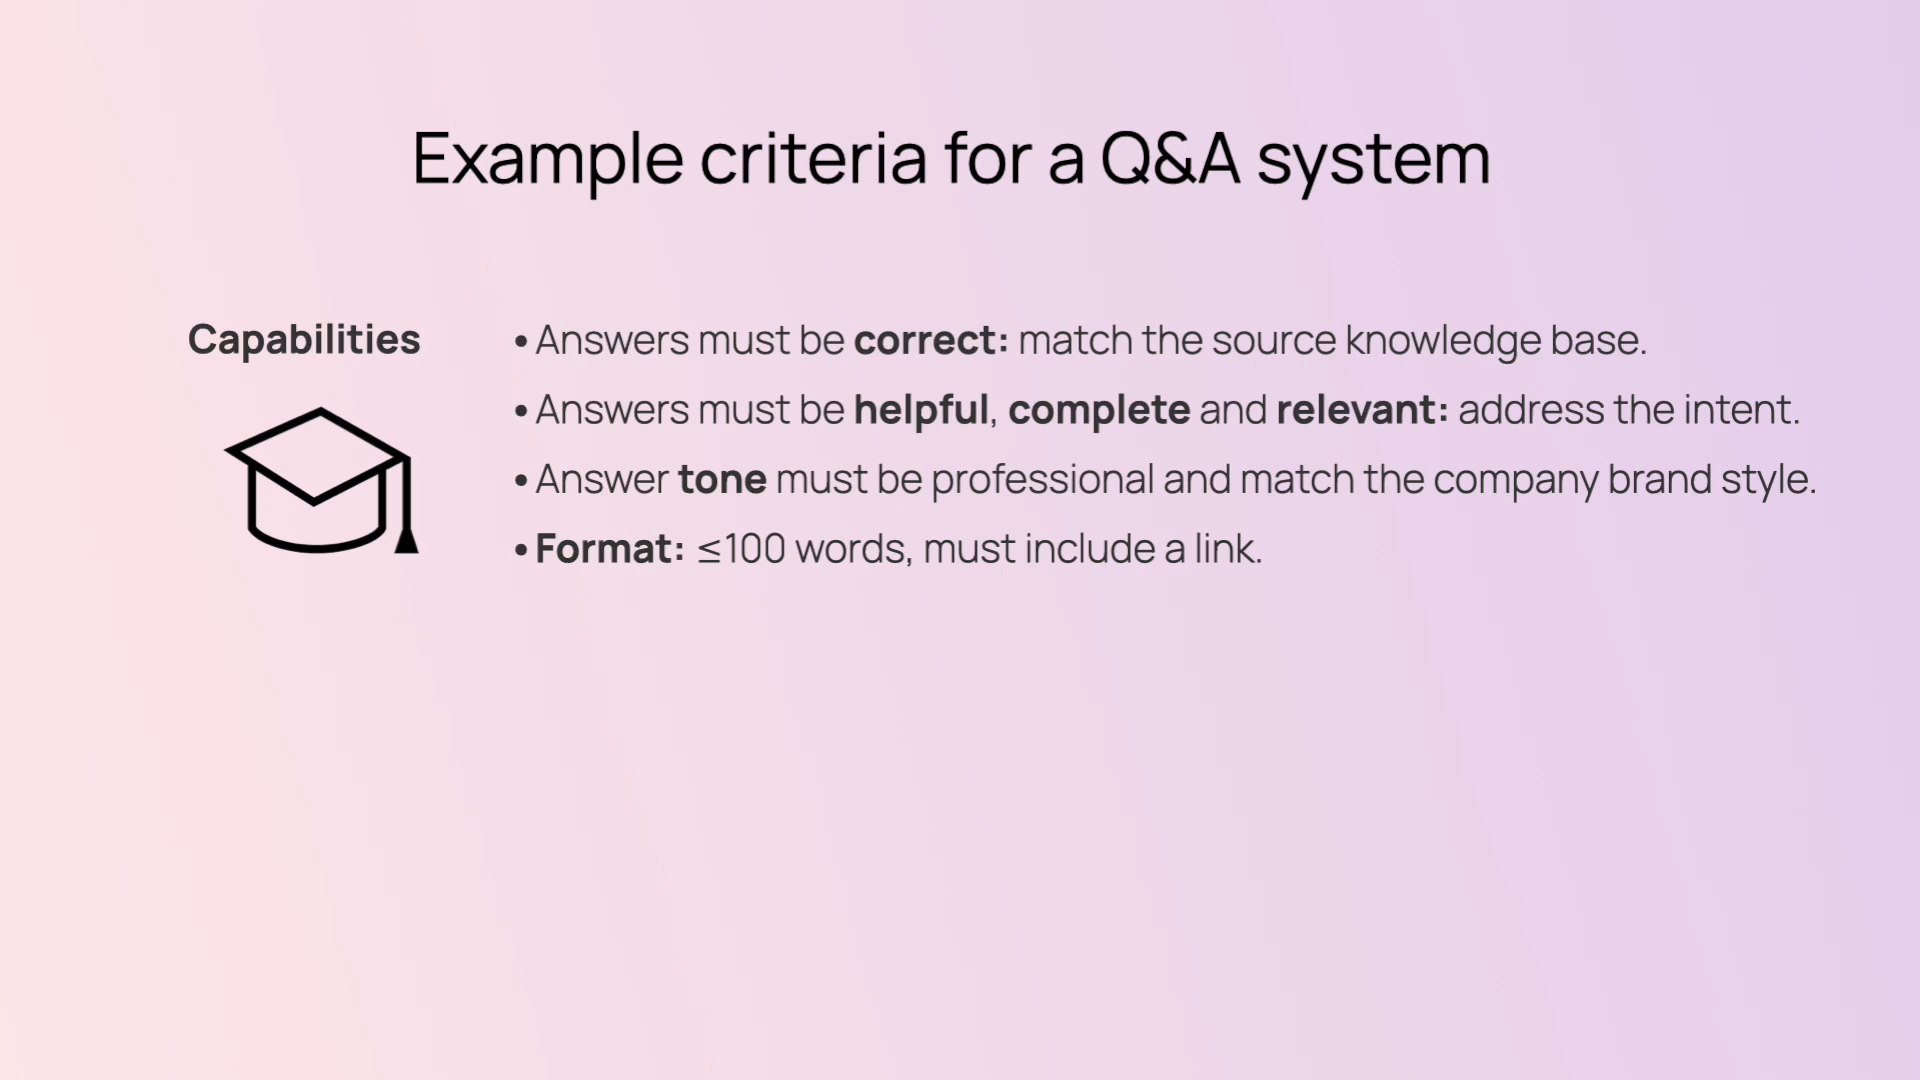 Example criteria for a Q&A system
Capabilities
• Answers must be correct: match the source knowledge base.
• Answers must be helpful, complete and relevant: address the intent.
• Answer tone must be professional and match the company brand style.
• Format: ≤100 words, must include a link.